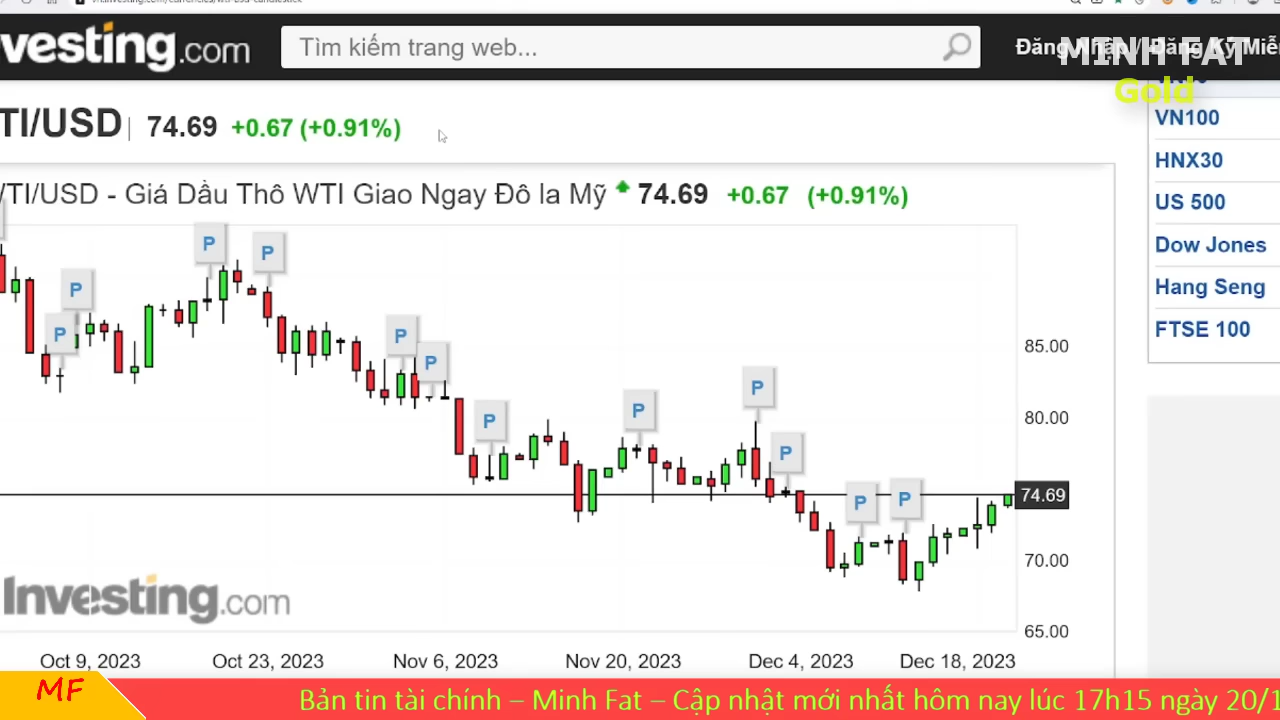 vesting.com
Tìm kiếm trang web...
MINH FAT
Gold
TI/USD 74.69 +0.67 (+0.91%)
VN100
HNX30
US 500
Dow Jones
Hang Seng
FTSE 100
WTI/USD - Giá Dầu Thô WTI Giao Ngay Đô la Mỹ 74.69 +0.67 (+0.91%)
P
P
P
P
P
P
P
P
P
P
P
P
85.00
80.00
74.69
70.00
65.00
Investing.com
Oct 9, 2023
Oct 23, 2023
Nov 6, 2023
Nov 20, 2023
Dec 4, 2023
Dec 18, 2023
MF
Bản tin tài chính – Minh Fat – Cập nhật mới nhất hôm nay lúc 17h15 ngày 20/1